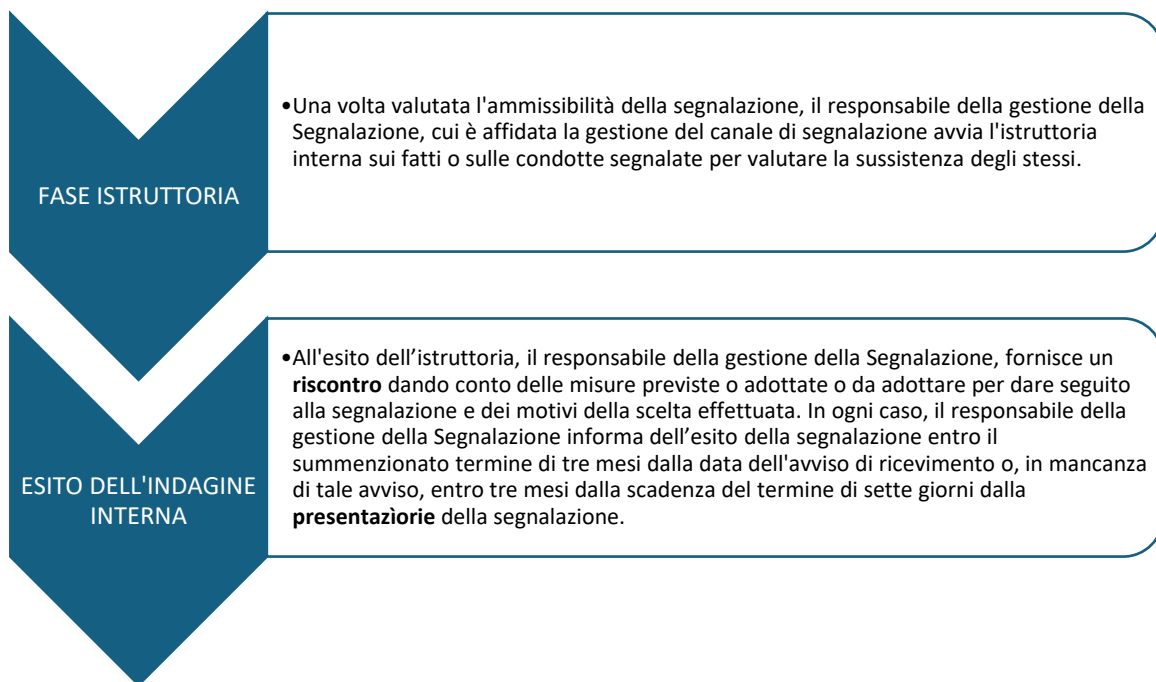 FASE ISTRUTTORIA
•Una volta valutata l'ammissibilità della segnalazione, il responsabile della gestione della
Segnalazione, cui è affidata la gestione del canale di segnalazione avvia l'istruttoria
interna sui fatti o sulle condotte segnalate per valutare la sussistenza degli stessi.
ESITO DELL'INDAGINE
INTERNA
•All'esito dell’istruttoria, il responsabile della gestione della Segnalazione, fornisce un
riscontro dando conto delle misure previste o adottate o da adottare per dare seguito
alla segnalazione e dei motivi della scelta effettuata. In ogni caso, il responsabile della
gestione della Segnalazione informa dell’esito della segnalazione entro il
summenzionato termine di tre mesi dalla data dell'avviso di ricevimento o, in mancanza
di tale avviso, entro tre mesi dalla scadenza del termine di sette giorni dalla
presentazìorie della segnalazione.